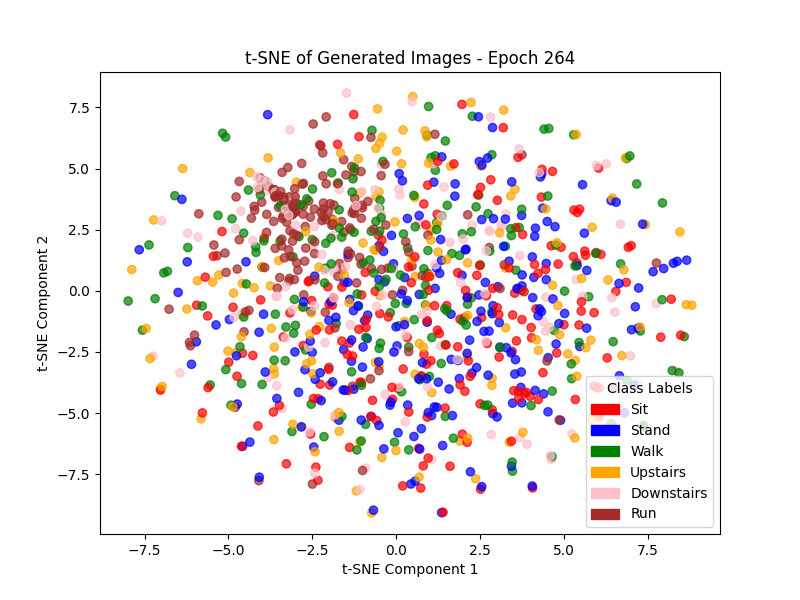 t-SNE of Generated Images - Epoch 264
t-SNE Component 2
7.5
5.0
2.5
0.0
−2.5
−5.0
−7.5
−7.5
−5.0
−2.5
0.0
2.5
5.0
7.5
t-SNE Component 1
Class Labels
Sit
Stand
Walk
Upstairs
Downstairs
Run